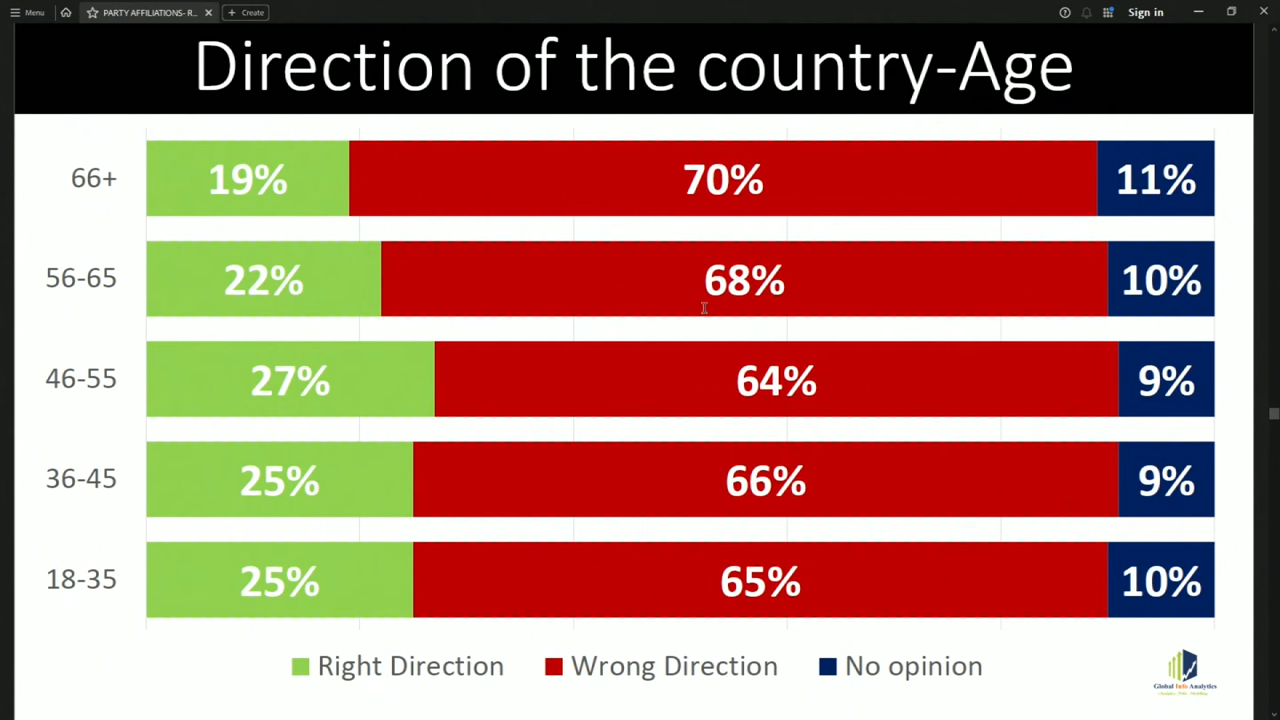 Menu
PARTY AFFILIATIONS- R...
Create
Sign in
Direction of the country-Age
66+ 19% 70% 11%
56-65 22% 68% 10%
46-55 27% 64% 9%
36-45 25% 66% 9%
18-35 25% 65% 10%
Right Direction Wrong Direction No opinion
Global Info Analytics